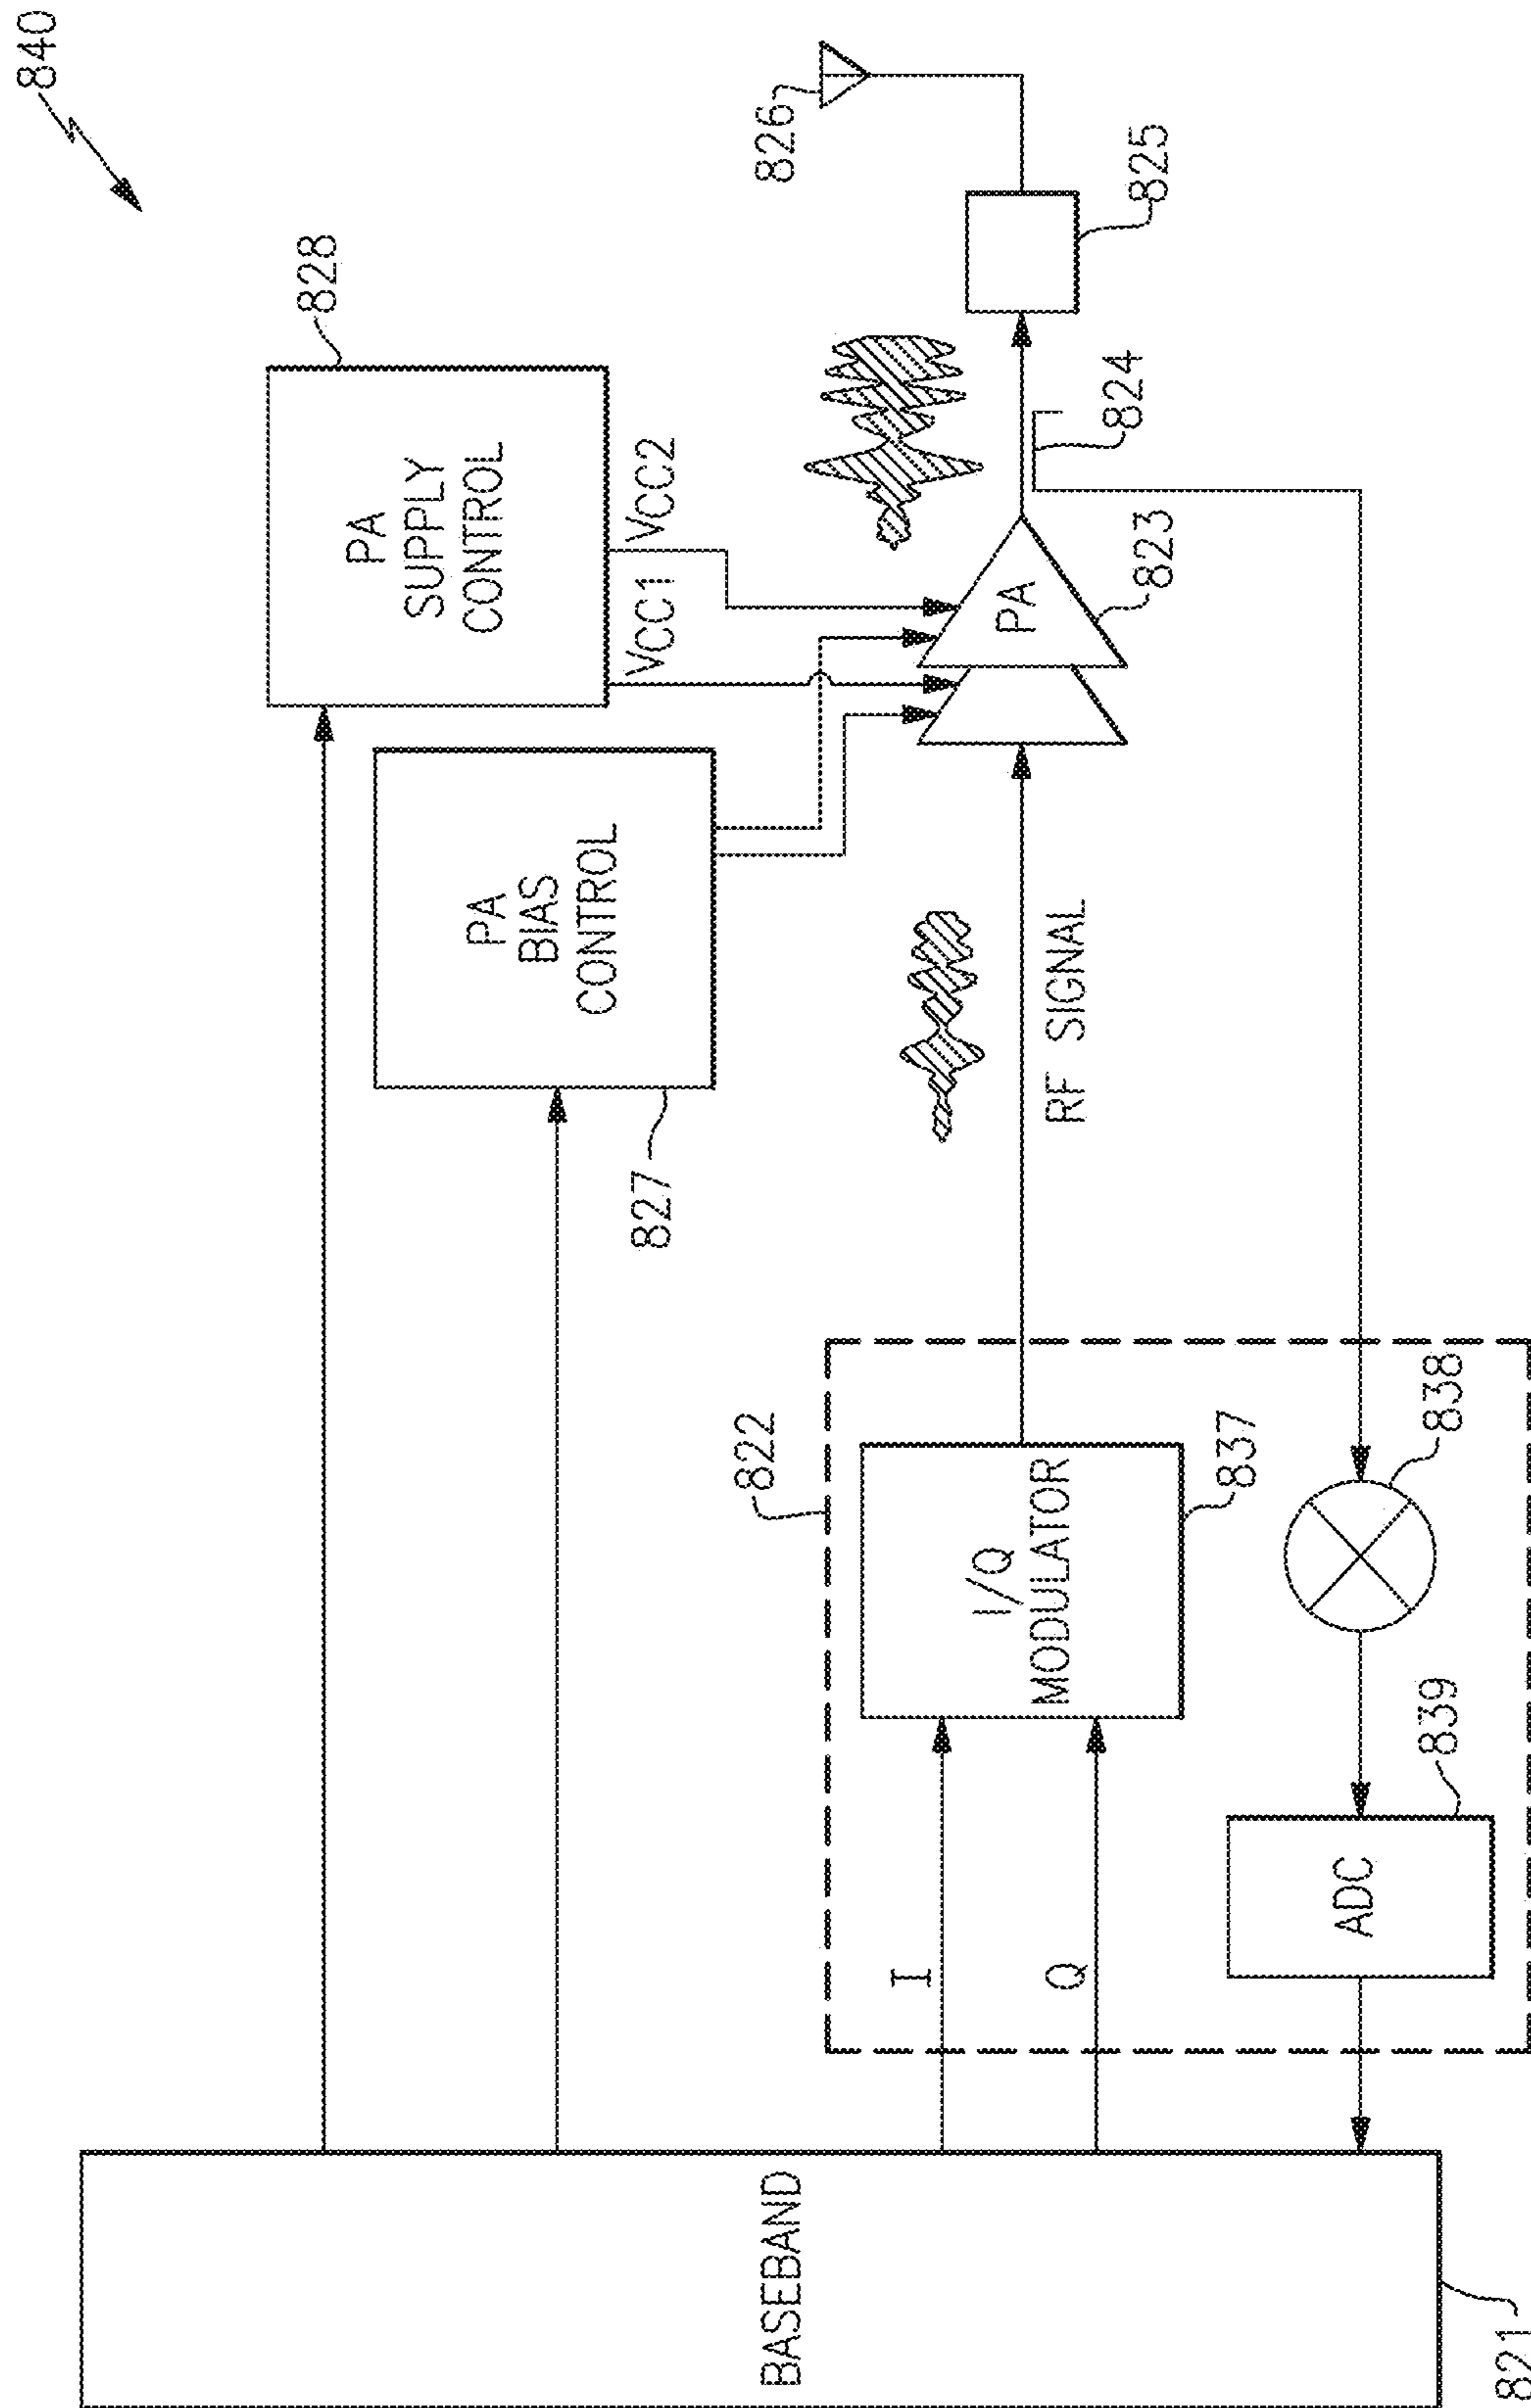 840
828
PA
SUPPLY
CONTROL
VCC1
VCC2
PA
BIAS
CONTROL
827
826
825
824
PA
823
RF SIGNAL
822
I/Q
MODULATOR
837
838
839
ADC
I
Q
BASEBAND
821